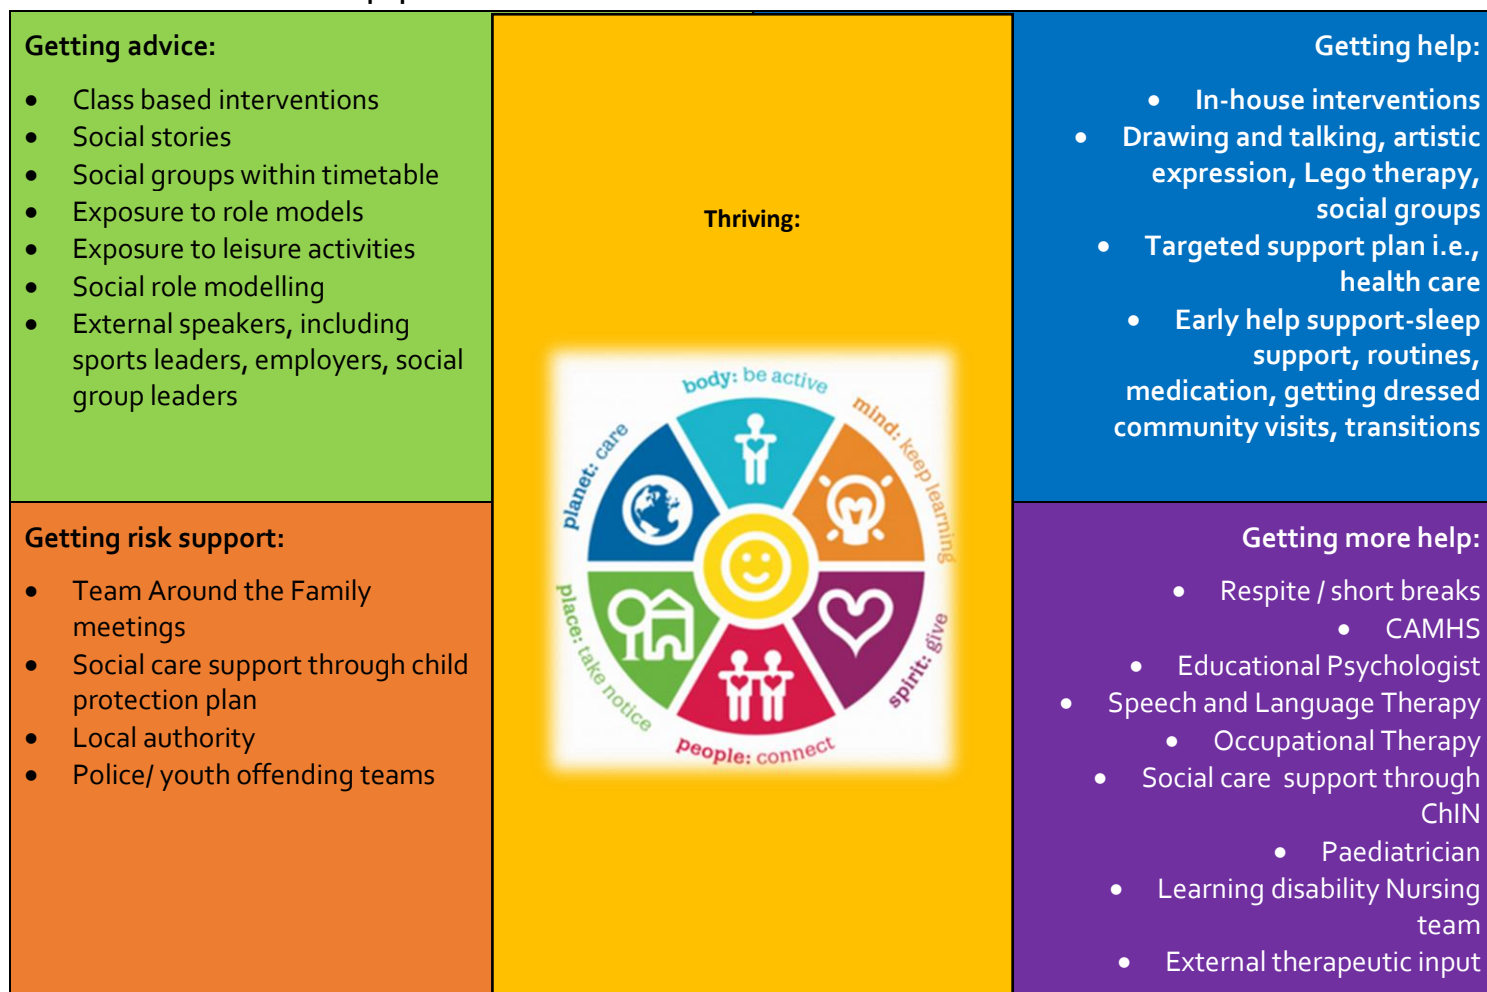 Getting advice:
• Class based interventions
• Social stories
• Social groups within timetable
• Exposure to role models
• Exposure to leisure activities
• Social role modelling
• External speakers, including
sports leaders, employers, social
group leaders
Thriving:
body: be active
mind: keep learning
spirit: give
people: connect
place: take notice
planet: care
Getting help:
• In-house interventions
• Drawing and talking, artistic
expression, Lego therapy,
social groups
• Targeted support plan i.e.,
health care
• Early help support-sleep
support, routines,
medication, getting dressed
community visits, transitions
Getting risk support:
• Team Around the Family
meetings
• Social care support through child
protection plan
• Local authority
• Police/ youth offending teams
Getting more help:
• Respite / short breaks
• CAMHS
• Educational Psychologist
• Speech and Language Therapy
• Occupational Therapy
• Social care  support through
ChIN
• Paediatrician
• Learning disability Nursing
team
• External therapeutic input